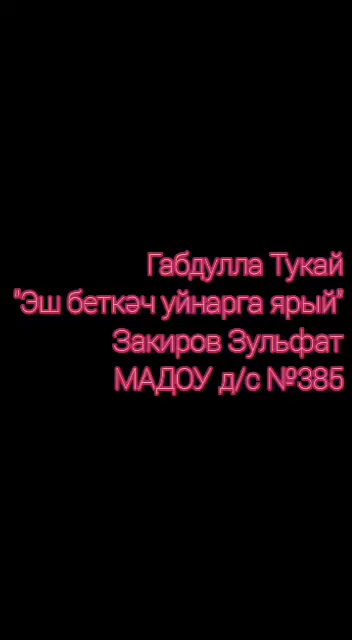 Габдулла Тукай
"Эш беткәч уйнарга ярый"
Закиров Зульфат
МАДОУ д/с №385